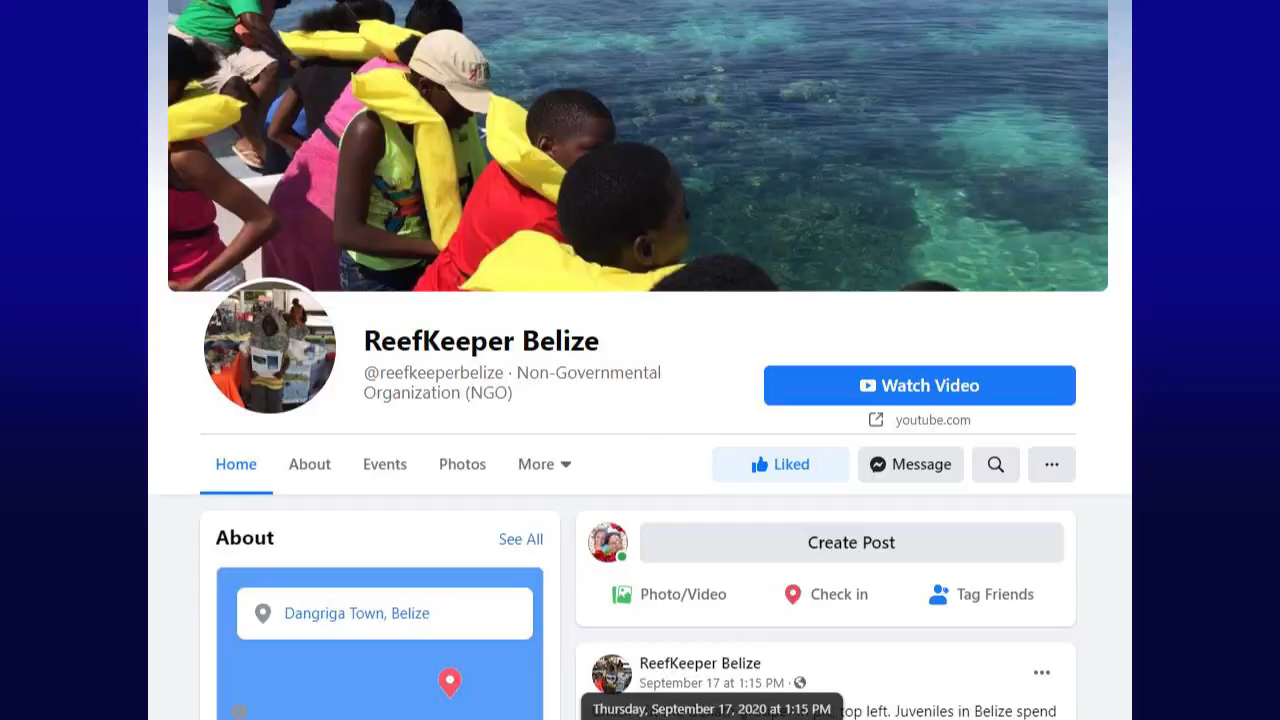 ReefKeeper Belize
@reefkeeperbelize · Non-Governmental
Organization (NGO)
Watch Video
youtube.com
Home
About
Events
Photos
More
Liked
Message
About
See All
Dangriga Town, Belize
Create Post
Photo/Video
Check in
Tag Friends
ReefKeeper Belize
September 17 at 1:15 PM ·
Thursday, September 17, 2020 at 1:15 PM
top left. Juveniles in Belize spend